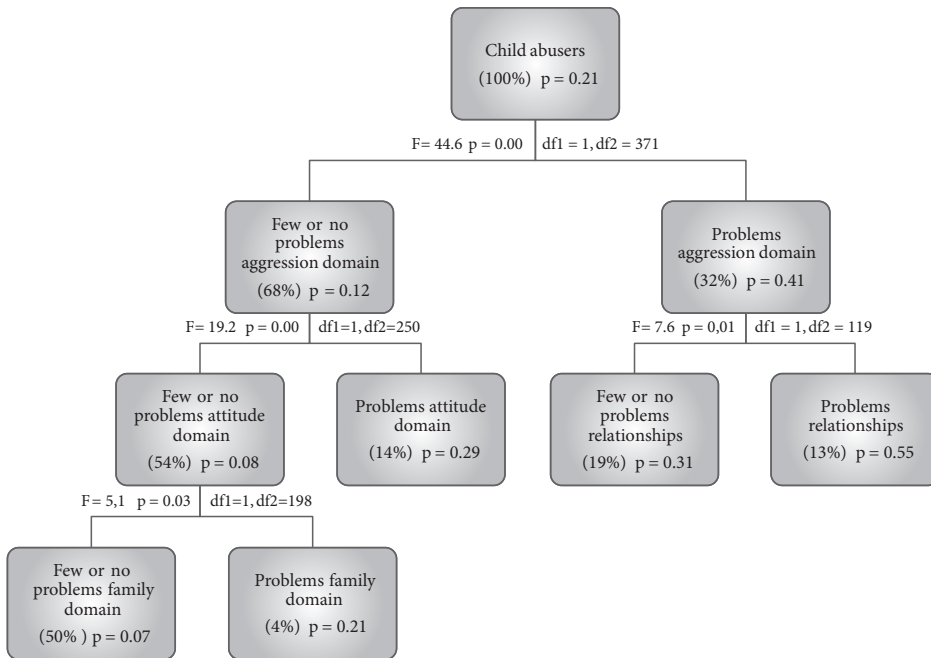 Child abusers
(100%) p = 0.21
F= 44.6 p = 0.00 df1 = 1, df2 = 371
Few or no
problems
aggression domain
(68%) p = 0.12
Problems
aggression domain
(32%) p = 0.41
F= 19.2 p = 0.00 df1=1, df2=250
F= 7.6 p = 0,01 df1 = 1, df2 = 119
Few or no
problems attitude
domain
(54%) p = 0.08
Problems attitude
domain
(14%) p = 0.29
Few or no
problems
relationships
(19%) p = 0.31
Problems
relationships
(13%) p = 0.55
F= 5,1 p = 0.03 df1=1, df2=198
Few or no
problems family
domain
(50% ) p = 0.07
Problems family
domain
(4%) p = 0.21